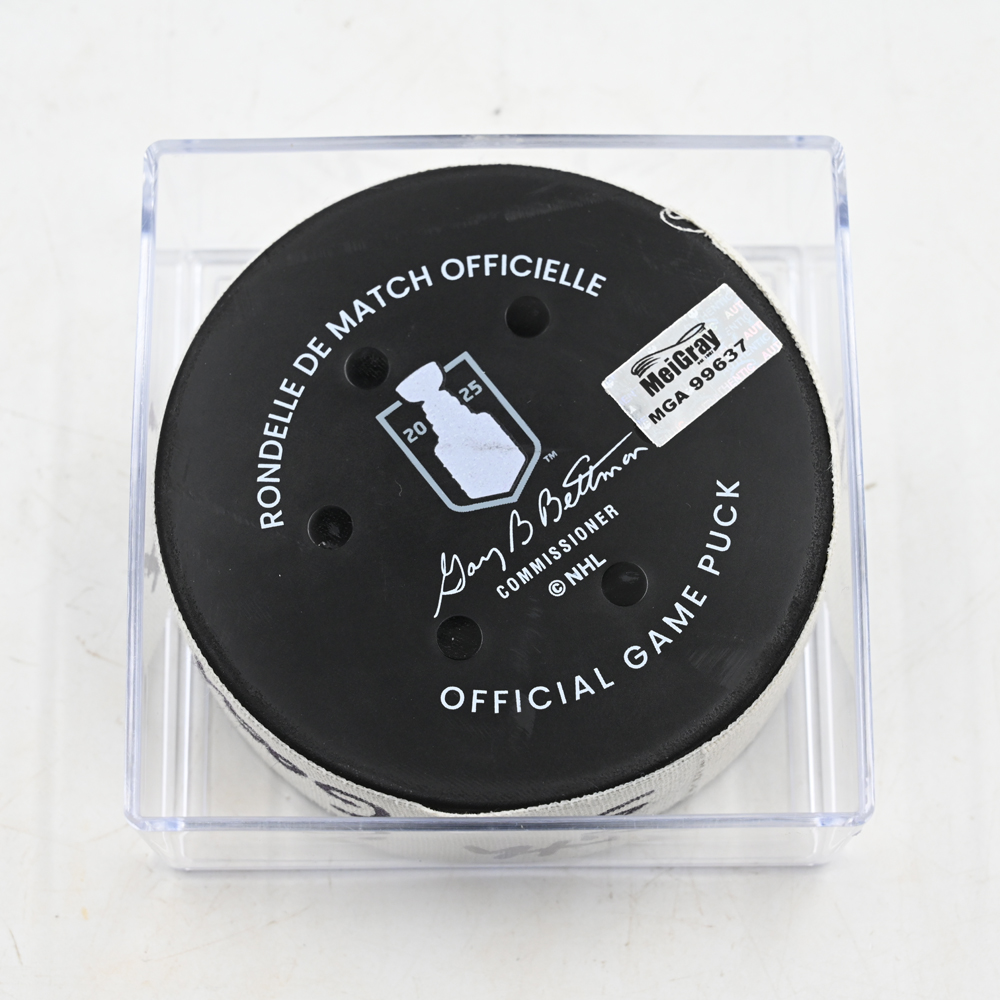 RONDELLE DE MATCH OFFICIELLE
20 25
TM
MeiGray
MGA 99637
Gary B Bettman
COMMISSIONER
© NHL
OFFICIAL GAME PUCK